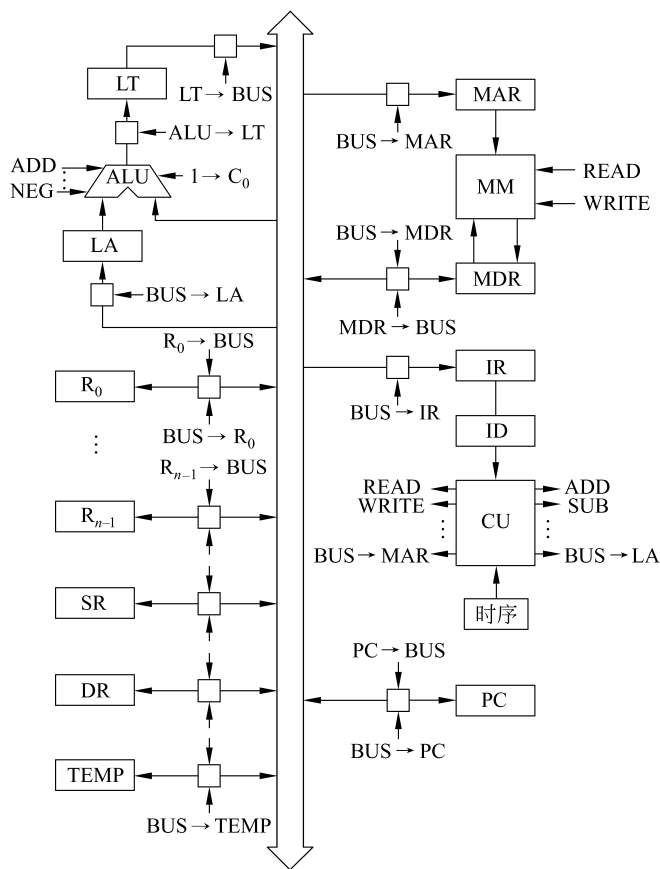 LT
LT→BUS
ALU→LT
ADD
⋮
NEG
ALU
1→C₀
LA
BUS→LA
R₀→BUS
R₀
BUS→R₀
⋮
Rₙ₋₁→BUS
Rₙ₋₁
SR
DR
TEMP
BUS→TEMP
MAR
BUS→MAR
MM
READ
WRITE
BUS→MDR
MDR
MDR→BUS
IR
BUS→IR
ID
READ
WRITE
⋮
BUS→MAR
CU
ADD
SUB
⋮
BUS→LA
时序
PC→BUS
PC
BUS→PC